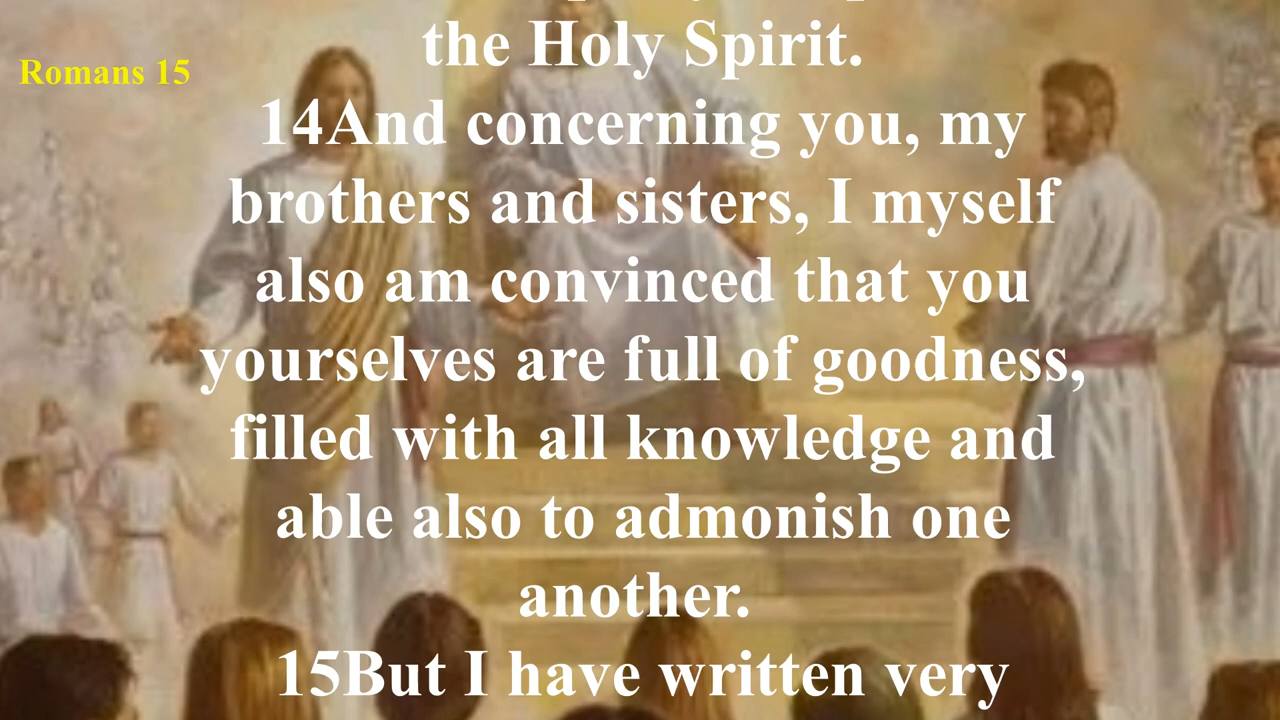 Romans 15
the Holy Spirit.
14And concerning you, my
brothers and sisters, I myself
also am convinced that you
yourselves are full of goodness,
filled with all knowledge and
able also to admonish one
another.
15But I have written very